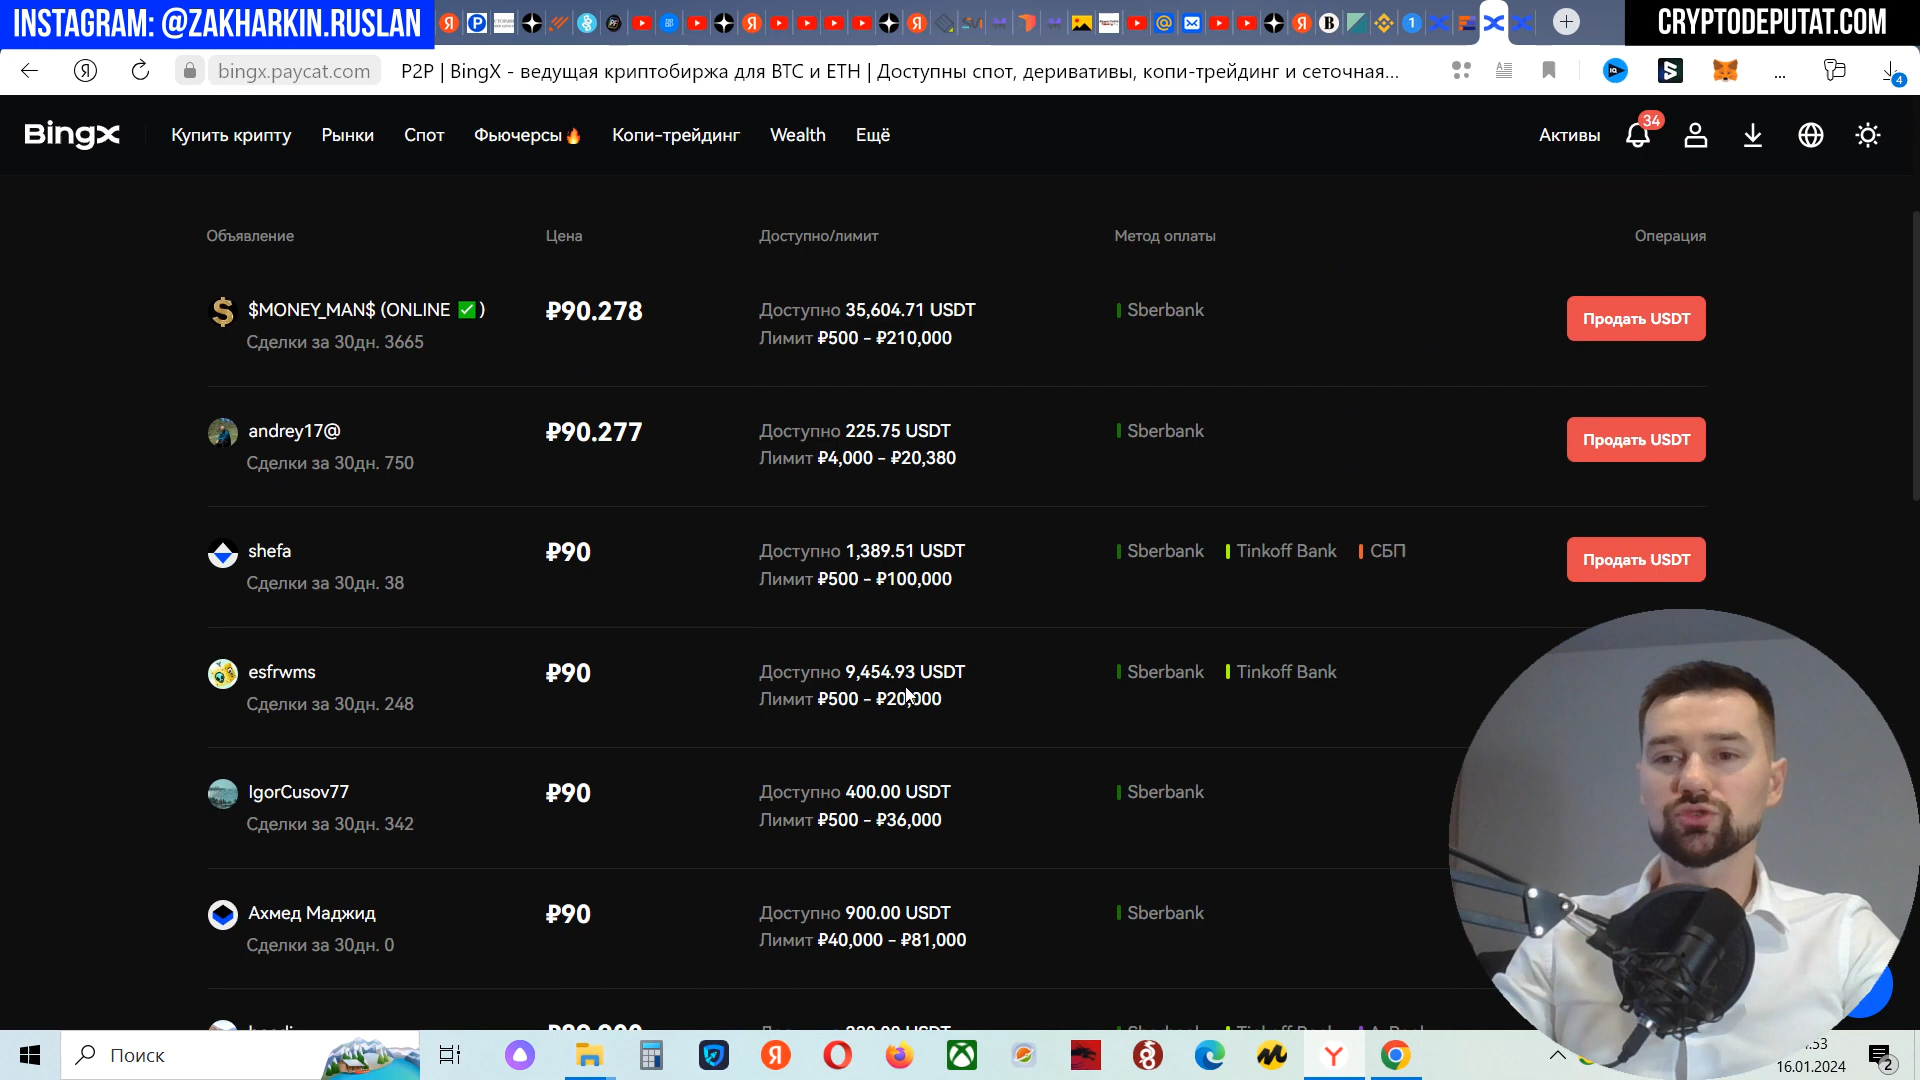 INSTAGRAM: @ZAKHARKIN.RUSLAN
CRYPTODEPUTAT.COM
bingx.paycat.com
P2P | BingX - ведущая криптобиржа для BTC и ETH | Доступны спот, деривативы, копи-трейдинг и сеточная...
4
BingX
Купить крипту
Рынки
Спот
Фьючерсы
Копи-трейдинг
Wealth
Ещё
Активы
34
Объявление
Цена
Доступно/лимит
Метод оплаты
Операция
$MONEY_MAN$ (ONLINE ✅ )
Сделки за 30дн. 3665
₽90.278
Доступно 35,604.71 USDT
Лимит ₽500 - ₽210,000
Sberbank
Продать USDT
andrey17@
Сделки за 30дн. 750
₽90.277
Доступно 225.75 USDT
Лимит ₽4,000 - ₽20,380
Sberbank
Продать USDT
shefa
Сделки за 30дн. 38
₽90
Доступно 1,389.51 USDT
Лимит ₽500 - ₽100,000
Sberbank
Tinkoff Bank
СБП
Продать USDT
esfrwms
Сделки за 30дн. 248
₽90
Доступно 9,454.93 USDT
Лимит ₽500 - ₽20,000
Sberbank
Tinkoff Bank
IgorCusov77
Сделки за 30дн. 342
₽90
Доступно 400.00 USDT
Лимит ₽500 - ₽36,000
Sberbank
Ахмед Маджид
Сделки за 30дн. 0
₽90
Доступно 900.00 USDT
Лимит ₽40,000 - ₽81,000
Sberbank
Поиск
16.01.2024
2